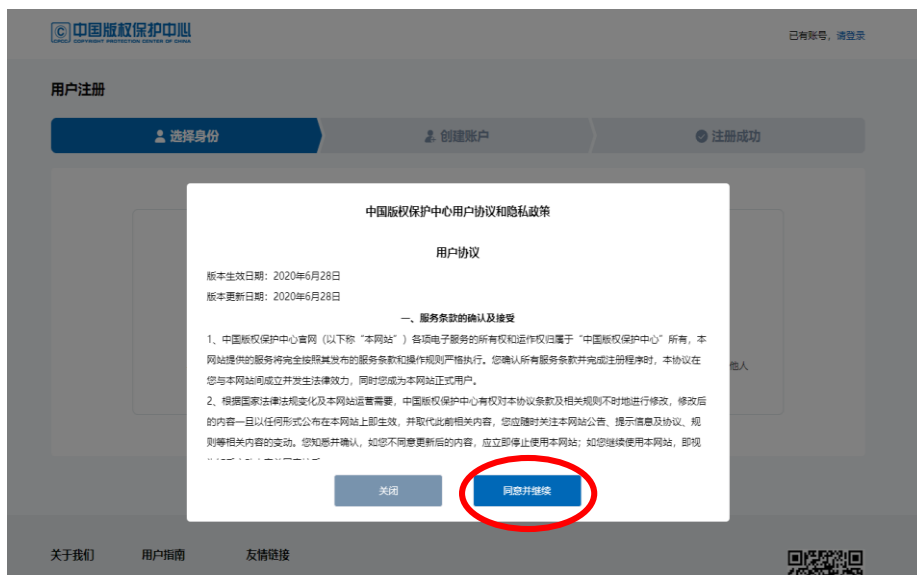 中国版权保护中心
COPYRIGHT PROTECTION CENTER OF CHINA
已有账号，请登录
用户注册
选择身份
创建账户
注册成功
中国版权保护中心用户协议和隐私政策
用户协议
版本生效日期：2020年6月28日
版本更新日期：2020年6月28日
一、服务条款的确认及接受
1、中国版权保护中心官网（以下称“本网站”）各项电子服务的所有权和运作权归属于“中国版权保护中心”所有，本
网站提供的服务将完全按照其发布的服务条款和操作规则严格执行。您确认所有服务条款并完成注册程序时，本协议在
您与本网站间成立并发生法律效力，同时您成为本网站正式用户。
2、根据国家法律法规变化及本网站运营需要，中国版权保护中心有权对本协议条款及相关规则不时地进行修改，修改后
的内容一旦以任何形式公布在本网站上即生效，并取代此前相关内容，您应随时关注本网站公告、提示信息及协议、规
则等相关内容的变动。您知悉并确认，如您不同意更新后的内容，应立即停止使用本网站；如您继续使用本网站，即视
他人
关闭
同意并继续
关于我们
用户指南
友情链接